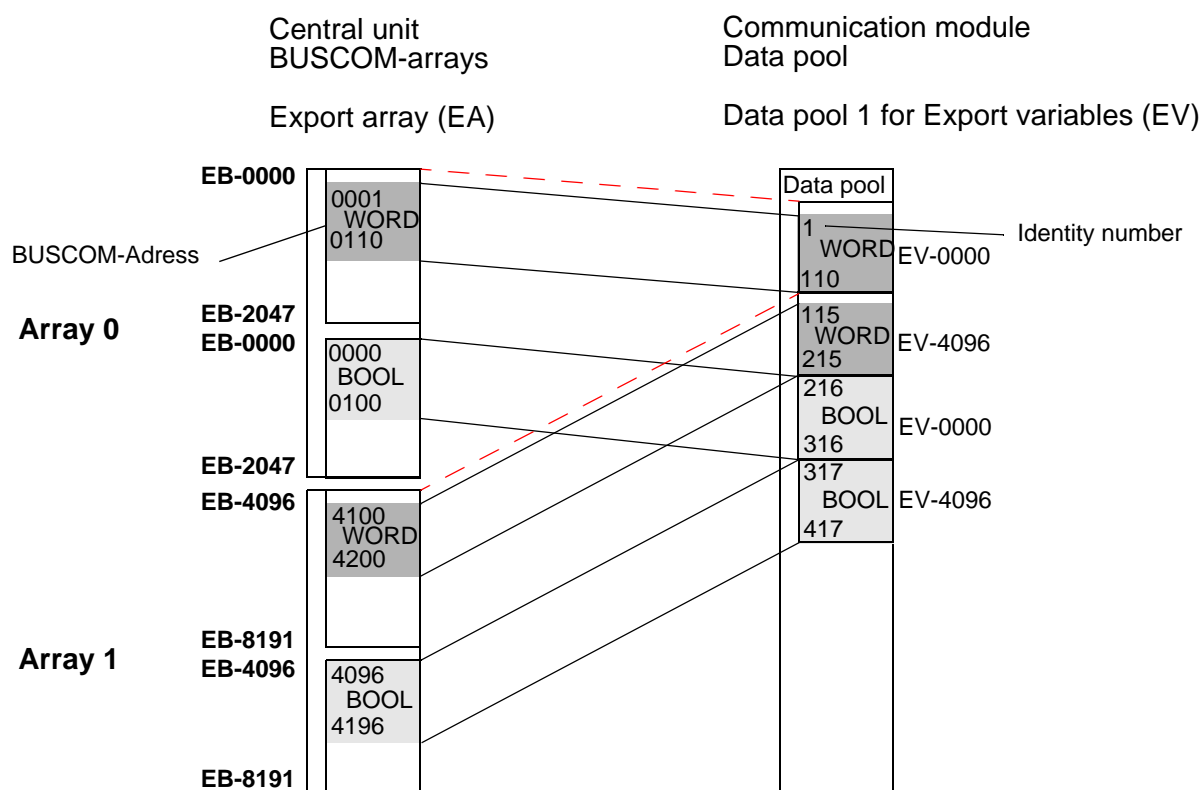 Central unit
BUSCOM-arrays
Export array (EA)
Communication module
Data pool
Data pool 1 for Export variables (EV)
EB-0000
0001
WORD
0110
BUSCOM-Adress
EB-2047
Array 0
EB-0000
0000
BOOL
0100
EB-2047
EB-4096
4100
WORD
4200
EB-8191
Array 1
EB-4096
4096
BOOL
4196
EB-8191
Data pool
1
WORD
110
EV-0000
Identity number
115
WORD
215
EV-4096
216
BOOL
316
EV-0000
317
BOOL
417
EV-4096